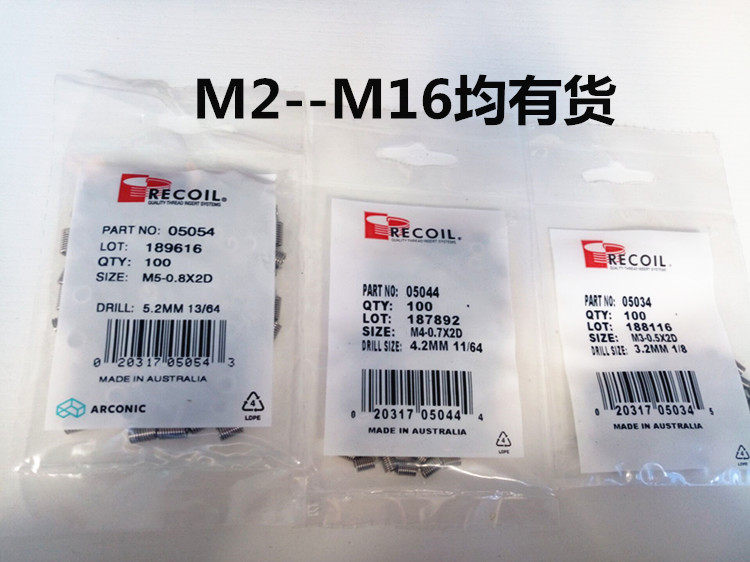 M2--M16均有货
RECOIL®
QUALITY THREAD INSERT SYSTEMS
PART NO: 05054
LOT: 189616
QTY: 100
SIZE: M5-0.8X2D
DRILL: 5.2MM 13/64
0 20317 05054 3
MADE IN AUSTRALIA
ARCONIC
4
LDPE
RECOIL®
QUALITY THREAD INSERT SYSTEMS
PART NO: 05044
QTY: 100
LOT: 187892
SIZE: M4-0.7X2D
DRILL SIZE: 4.2MM 11/64
0 20317 05044 4
MADE IN AUSTRALIA
4
LDPE
RECOIL®
QUALITY THREAD INSERT SYSTEMS
PART NO: 05034
QTY: 100
LOT: 188116
SIZE: M3-0.5X2D
DRILL SIZE: 3.2MM 1/8
0 20317 05034 5
MADE IN AUSTRALIA
4
LDPE